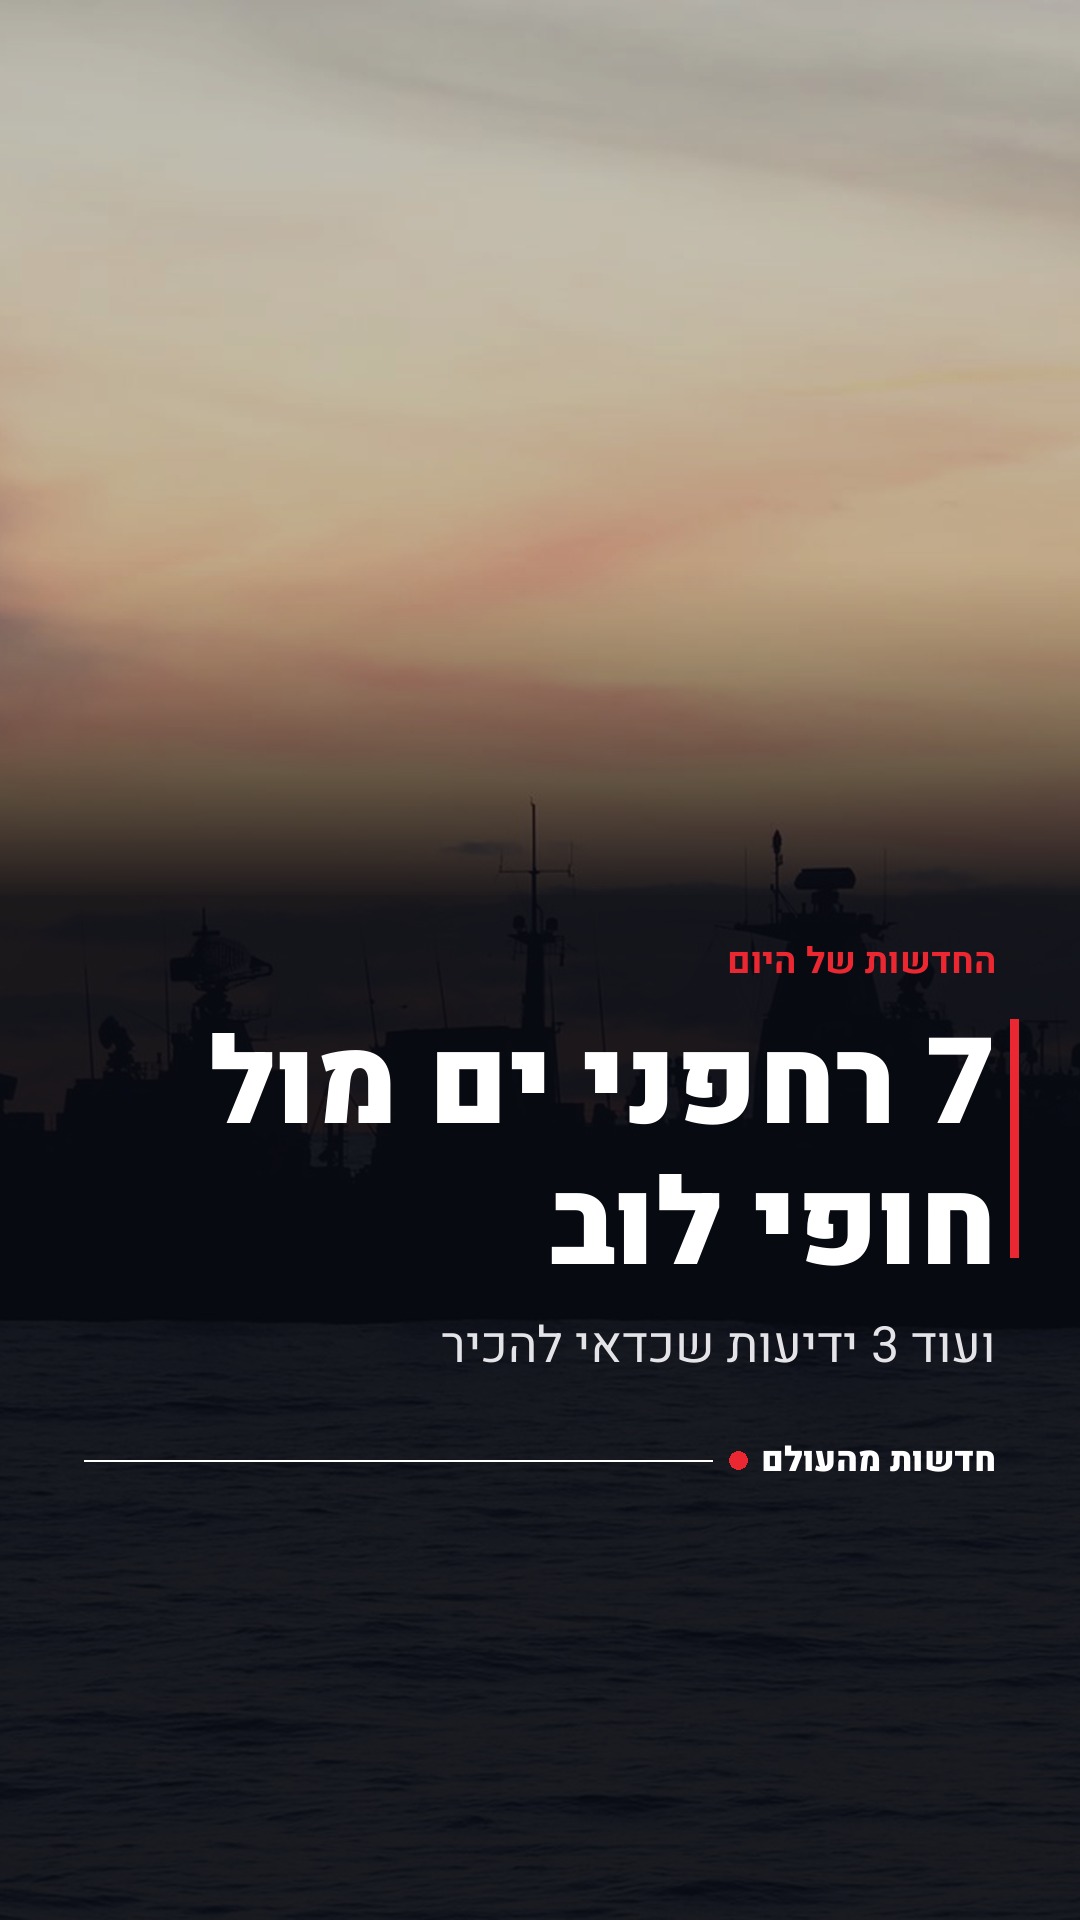 החדשות של היום
7 רחפני ים מול
חופי לוב
ועוד 3 ידיעות שכדאי להכיר
חדשות מהעולם